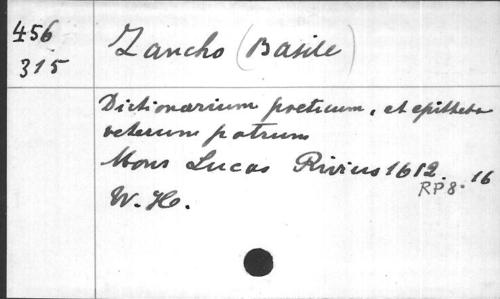 456
315
Zancho (Basile)
Dictionarium poeticum, et epitheta
veterum patrum
Mons Lucas Rivius 1612. 16
RP8.
W. H.